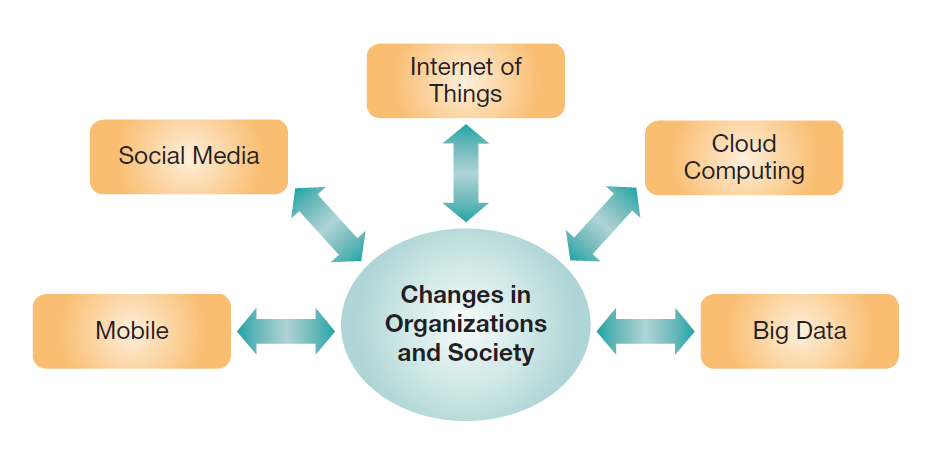 Internet of
Things
Social Media
Cloud
Computing
Changes in
Organizations
and Society
Mobile
Big Data